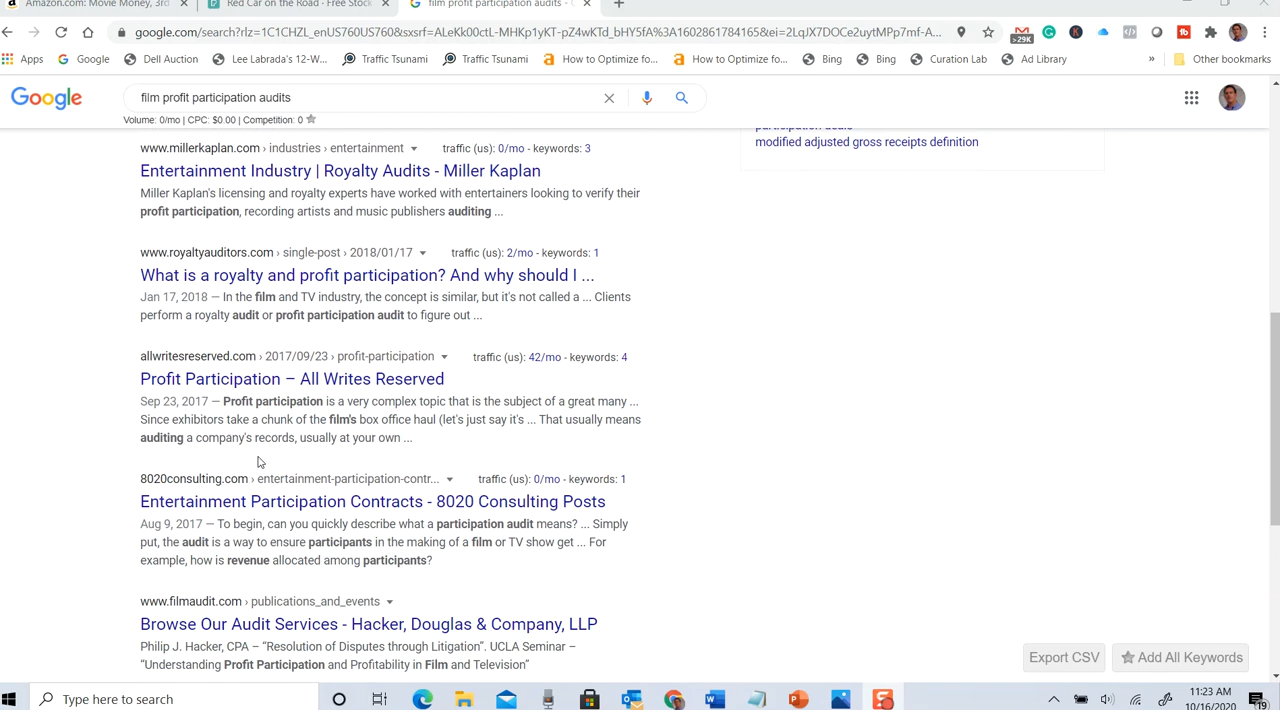 Amazon.com: Movie Money, 3rd
Red Car on the Road - Free Stock
film profit participation audits -
google.com/search?rlz=1C1CHZL_enUS760US760&sxsrf=ALeKk00ctL-MHKp1yKT-pZ4wKTd_bHY5fA%3A1602861784165&ei=2LqJX7DOCe2uytMPp7mf-A...
>29K
Apps Google Dell Auction Lee Labrada's 12-W... Traffic Tsunami Traffic Tsunami How to Optimize fo... How to Optimize for... Bing Bing Curation Lab Ad Library » Other bookmarks
Google
film profit participation audits
Volume: 0/mo | CPC: $0.00 | Competition: 0
participation deals
modified adjusted gross receipts definition
www.millerkaplan.com › industries › entertainment
traffic (us): 0/mo - keywords: 3
Entertainment Industry | Royalty Audits - Miller Kaplan
Miller Kaplan's licensing and royalty experts have worked with entertainers looking to verify their
profit participation, recording artists and music publishers auditing ...
www.royaltyauditors.com › single-post › 2018/01/17
traffic (us): 2/mo - keywords: 1
What is a royalty and profit participation? And why should I ...
Jan 17, 2018 — In the film and TV industry, the concept is similar, but it's not called a ... Clients
perform a royalty audit or profit participation audit to figure out ...
allwritesreserved.com › 2017/09/23 › profit-participation
traffic (us): 42/mo - keywords: 4
Profit Participation – All Writes Reserved
Sep 23, 2017 — Profit participation is a very complex topic that is the subject of a great many ...
Since exhibitors take a chunk of the film's box office haul (let's just say it's ... That usually means
auditing a company's records, usually at your own ...
8020consulting.com › entertainment-participation-contr...
traffic (us): 0/mo - keywords: 1
Entertainment Participation Contracts - 8020 Consulting Posts
Aug 9, 2017 — To begin, can you quickly describe what a participation audit means? ... Simply
put, the audit is a way to ensure participants in the making of a film or TV show get ... For
example, how is revenue allocated among participants?
www.filmaudit.com › publications_and_events
Browse Our Audit Services - Hacker, Douglas & Company, LLP
Philip J. Hacker, CPA – “Resolution of Disputes through Litigation”. UCLA Seminar –
“Understanding Profit Participation and Profitability in Film and Television”
Export CSV
Add All Keywords
Type here to search
11:23 AM
10/16/2020
19